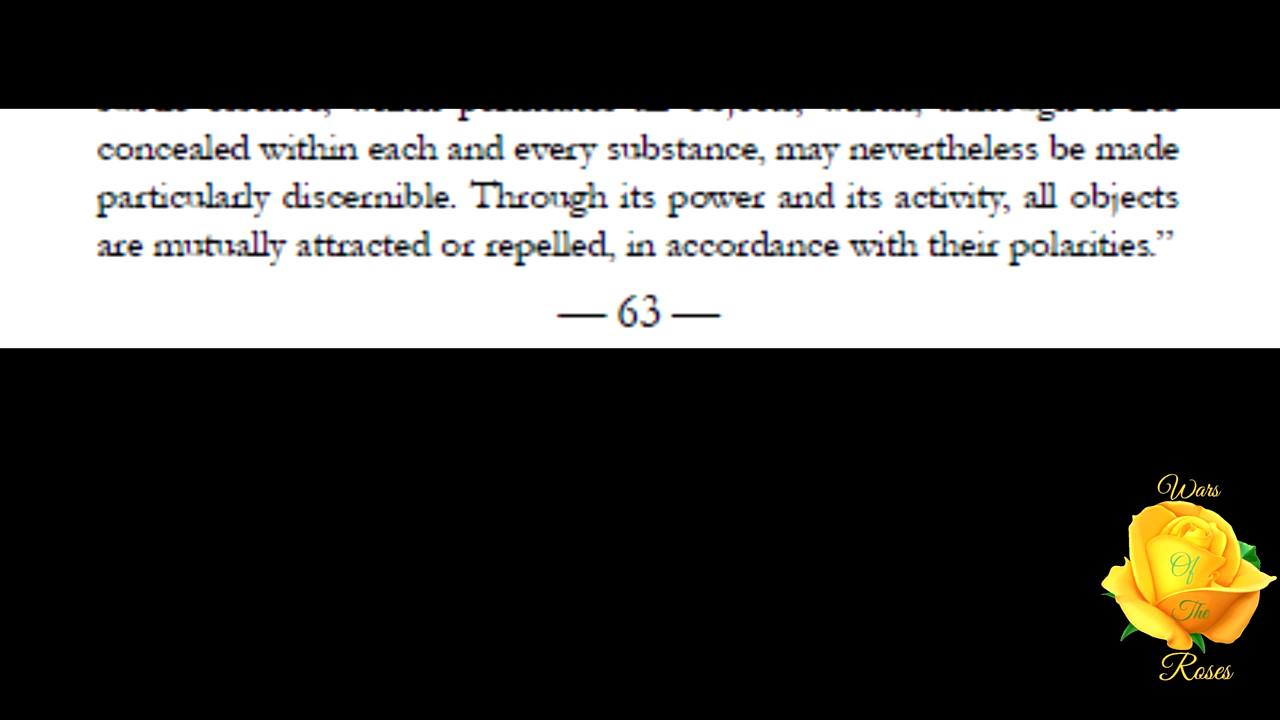 concealed within each and every substance, may nevertheless be made
particularly discernible. Through its power and its activity, all objects
are mutually attracted or repelled, in accordance with their polarities.”
— 63 —
Wars
Of
The
Roses